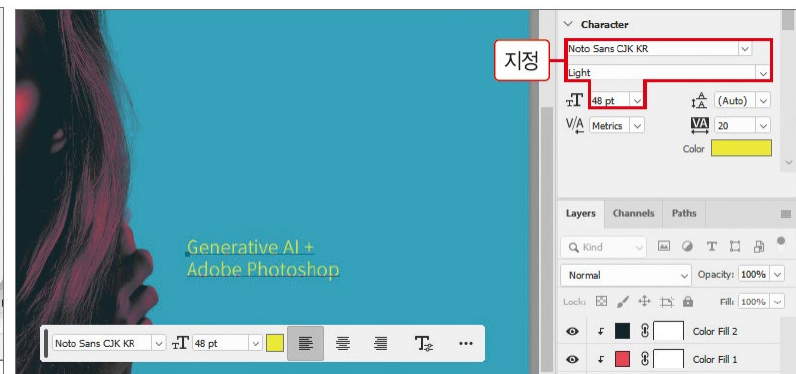 Character
지정
Noto Sans CJK KR
Light
48 pt
(Auto)
Metrics
20
Color
Generative AI +
Adobe Photoshop
Layers Channels Paths
Kind
Normal Opacity: 100%
Lock: Fill: 100%
Noto Sans CJK KR 48 pt
Color Fill 2
Color Fill 1